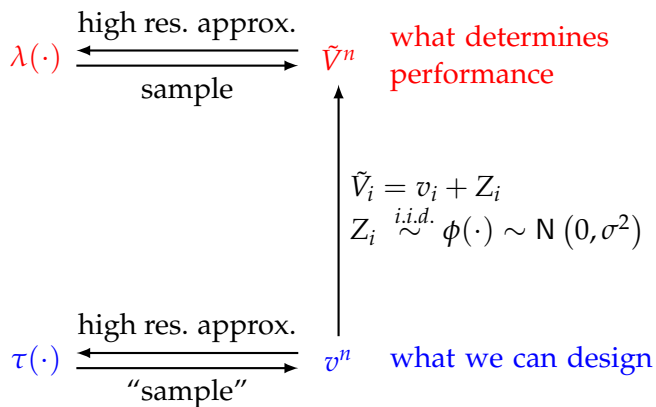 high res. approx.
λ(·) Ṽⁿ what determines
sample performance
Ṽᵢ = vᵢ + Zᵢ
Zᵢ i.i.d. ∼ ϕ(·) ∼ N (0, σ²)
high res. approx.
τ(·) vⁿ what we can design
“sample”